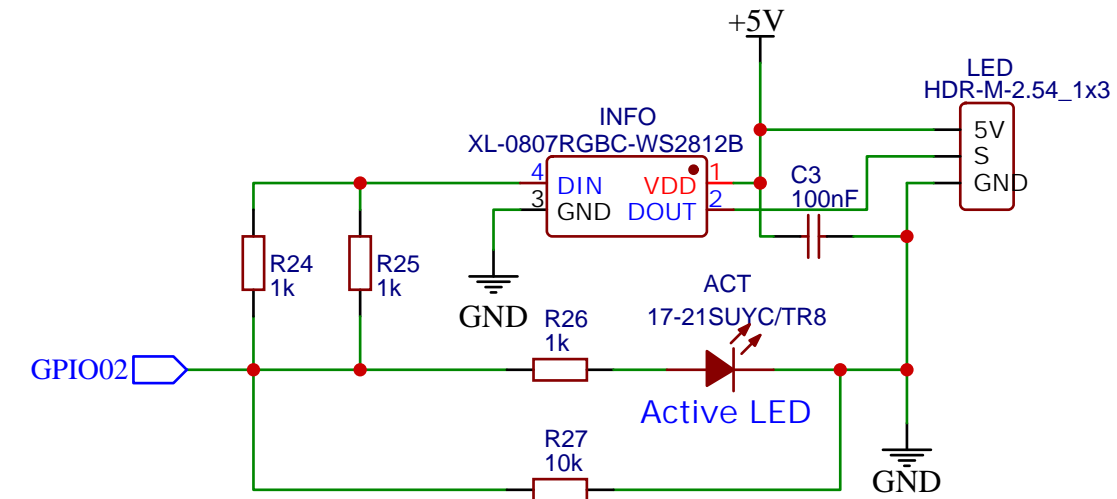 +5V
LED
HDR-M-2.54_1x3
INFO
XL-0807RGBC-WS2812B
5V
S
GND
4 DIN VDD 1
3 GND DOUT 2
C3
100nF
R24
1k
R25
1k
GND
ACT
17-21SUYC/TR8
R26
1k
GPIO02
Active LED
R27
10k
GND